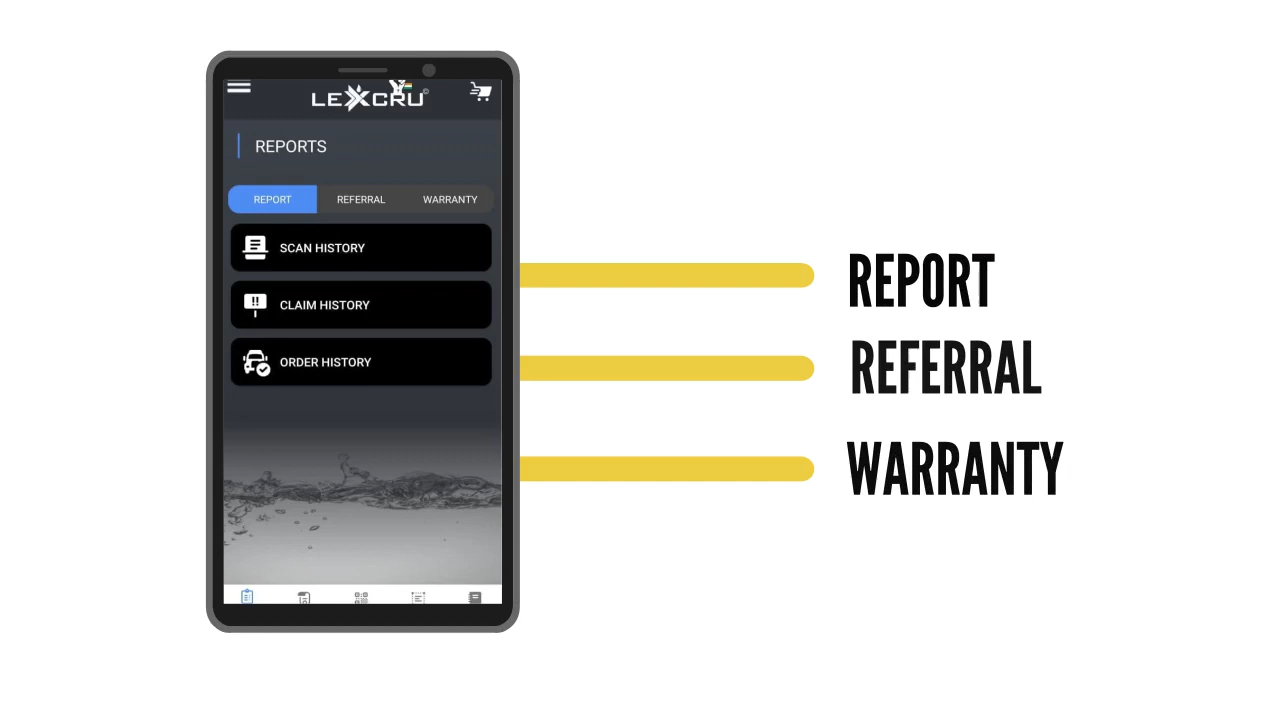 LEXCRU
REPORTS
REPORT REFERRAL WARRANTY
SCAN HISTORY
CLAIM HISTORY
ORDER HISTORY
REPORT
REFERRAL
WARRANTY